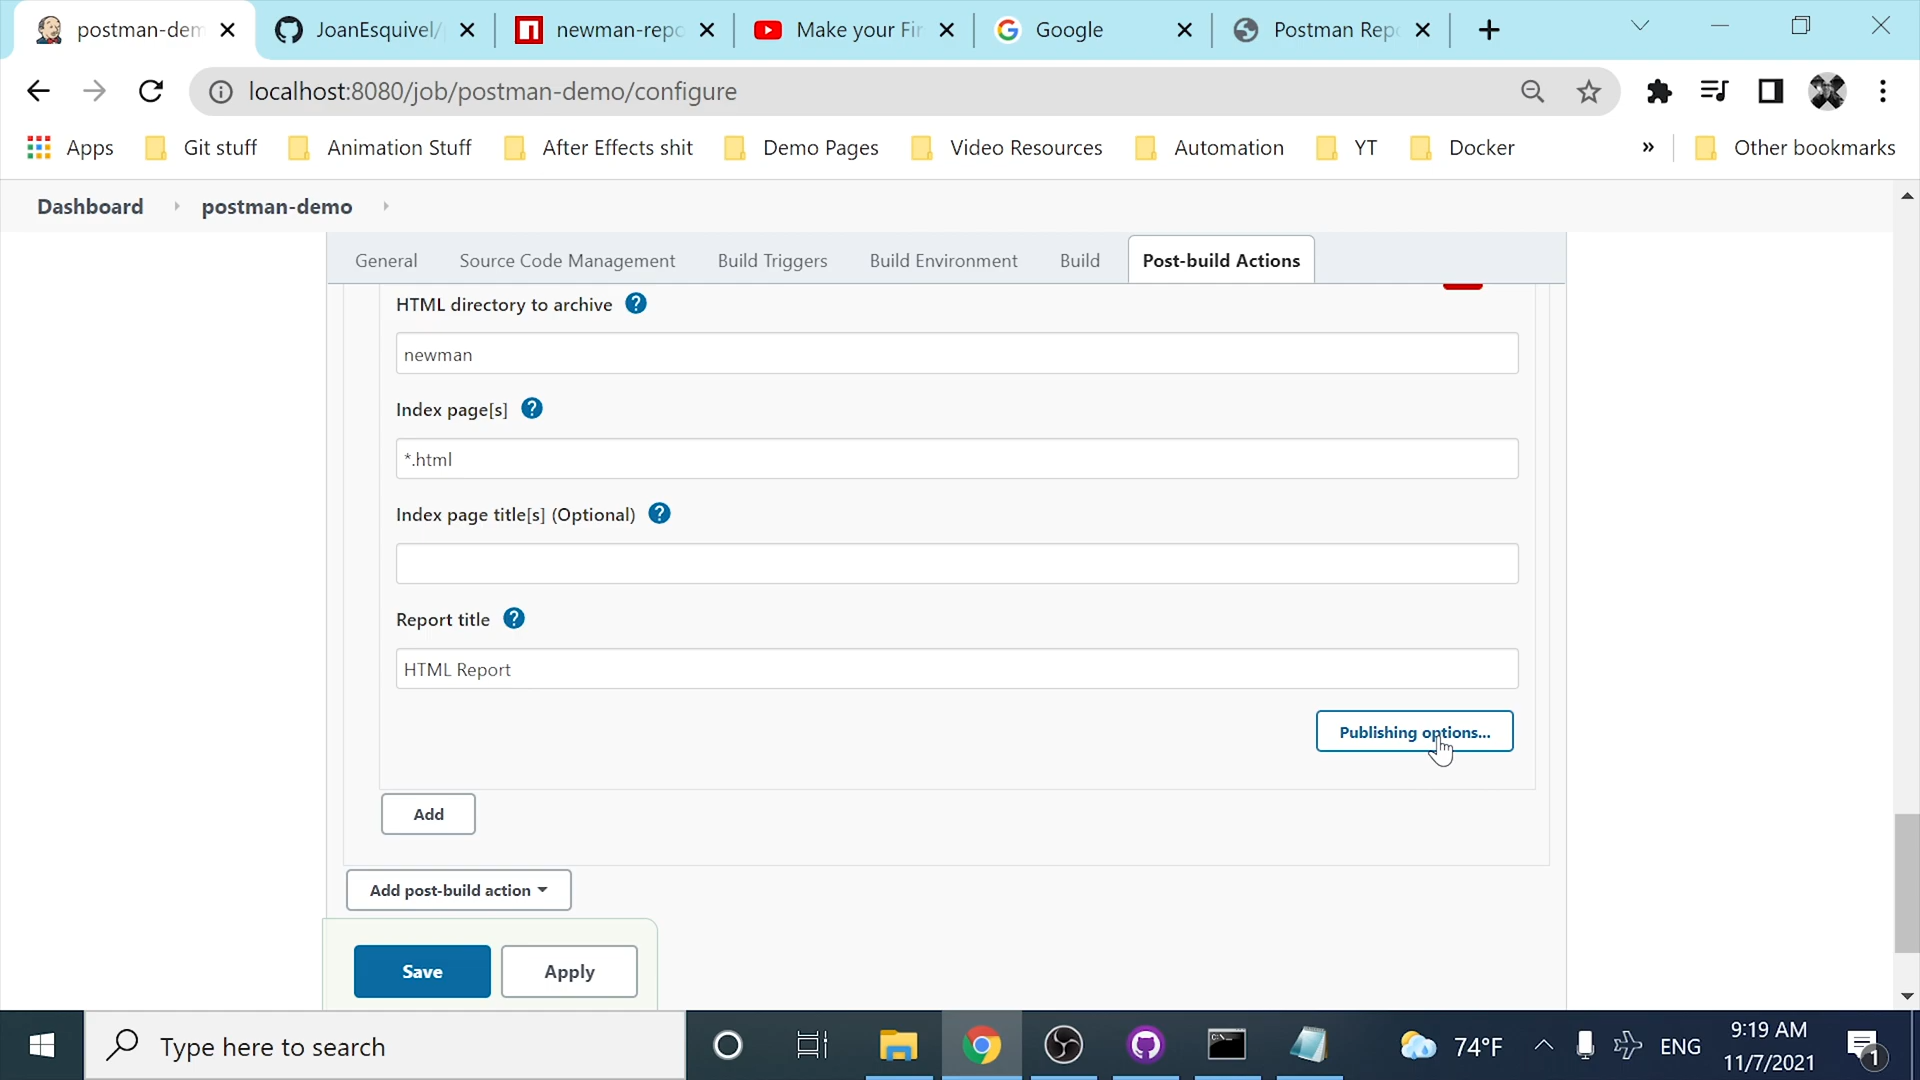 postman-dem
JoanEsquivel/
newman-repo
Make your Fir
Google
Postman Repo
localhost:8080/job/postman-demo/configure
Apps
Git stuff
Animation Stuff
After Effects shit
Demo Pages
Video Resources
Automation
YT
Docker
»
Other bookmarks
Dashboard
postman-demo
General
Source Code Management
Build Triggers
Build Environment
Build
Post-build Actions
HTML directory to archive ?
newman
Index page[s] ?
*.html
Index page title[s] (Optional) ?
Report title ?
HTML Report
Publishing options...
Add
Add post-build action
Save
Apply
Type here to search
74°F
ENG
9:19 AM
11/7/2021
1